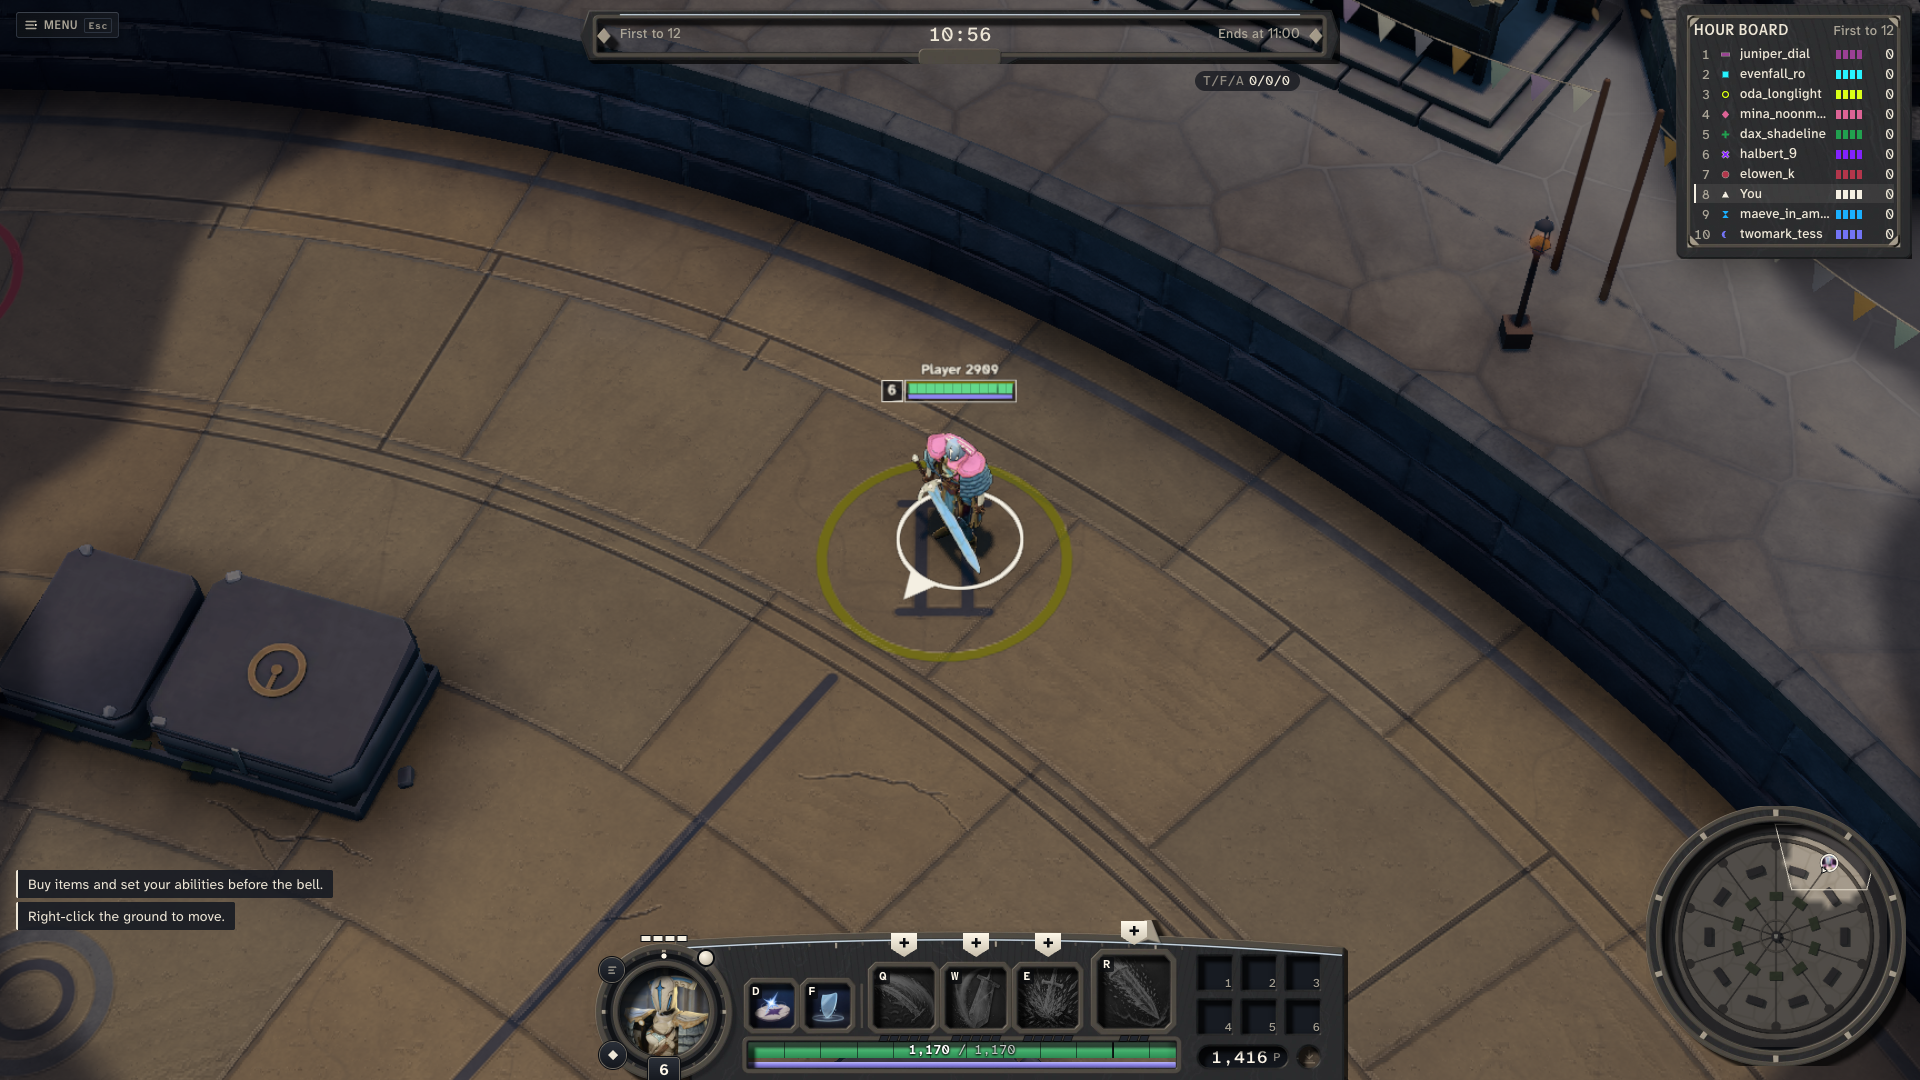 MENU Esc
First to 12
10:56
Ends at 11:00
T/F/A 0/0/0
HOUR BOARD First to 12
1 juniper_dial 0
2 evenfall_ro 0
3 oda_longlight 0
4 mina_noonm... 0
5 dax_shadeline 0
6 halbert_9 0
7 elowen_k 0
8 You 0
9 maeve_in_am... 0
10 twomark_tess 0
Player 2909
6
II
Buy items and set your abilities before the bell.
Right-click the ground to move.
D
F
Q
W
E
R
1 2 3
4 5 6
1,170 / 1,170
1,416 P
6